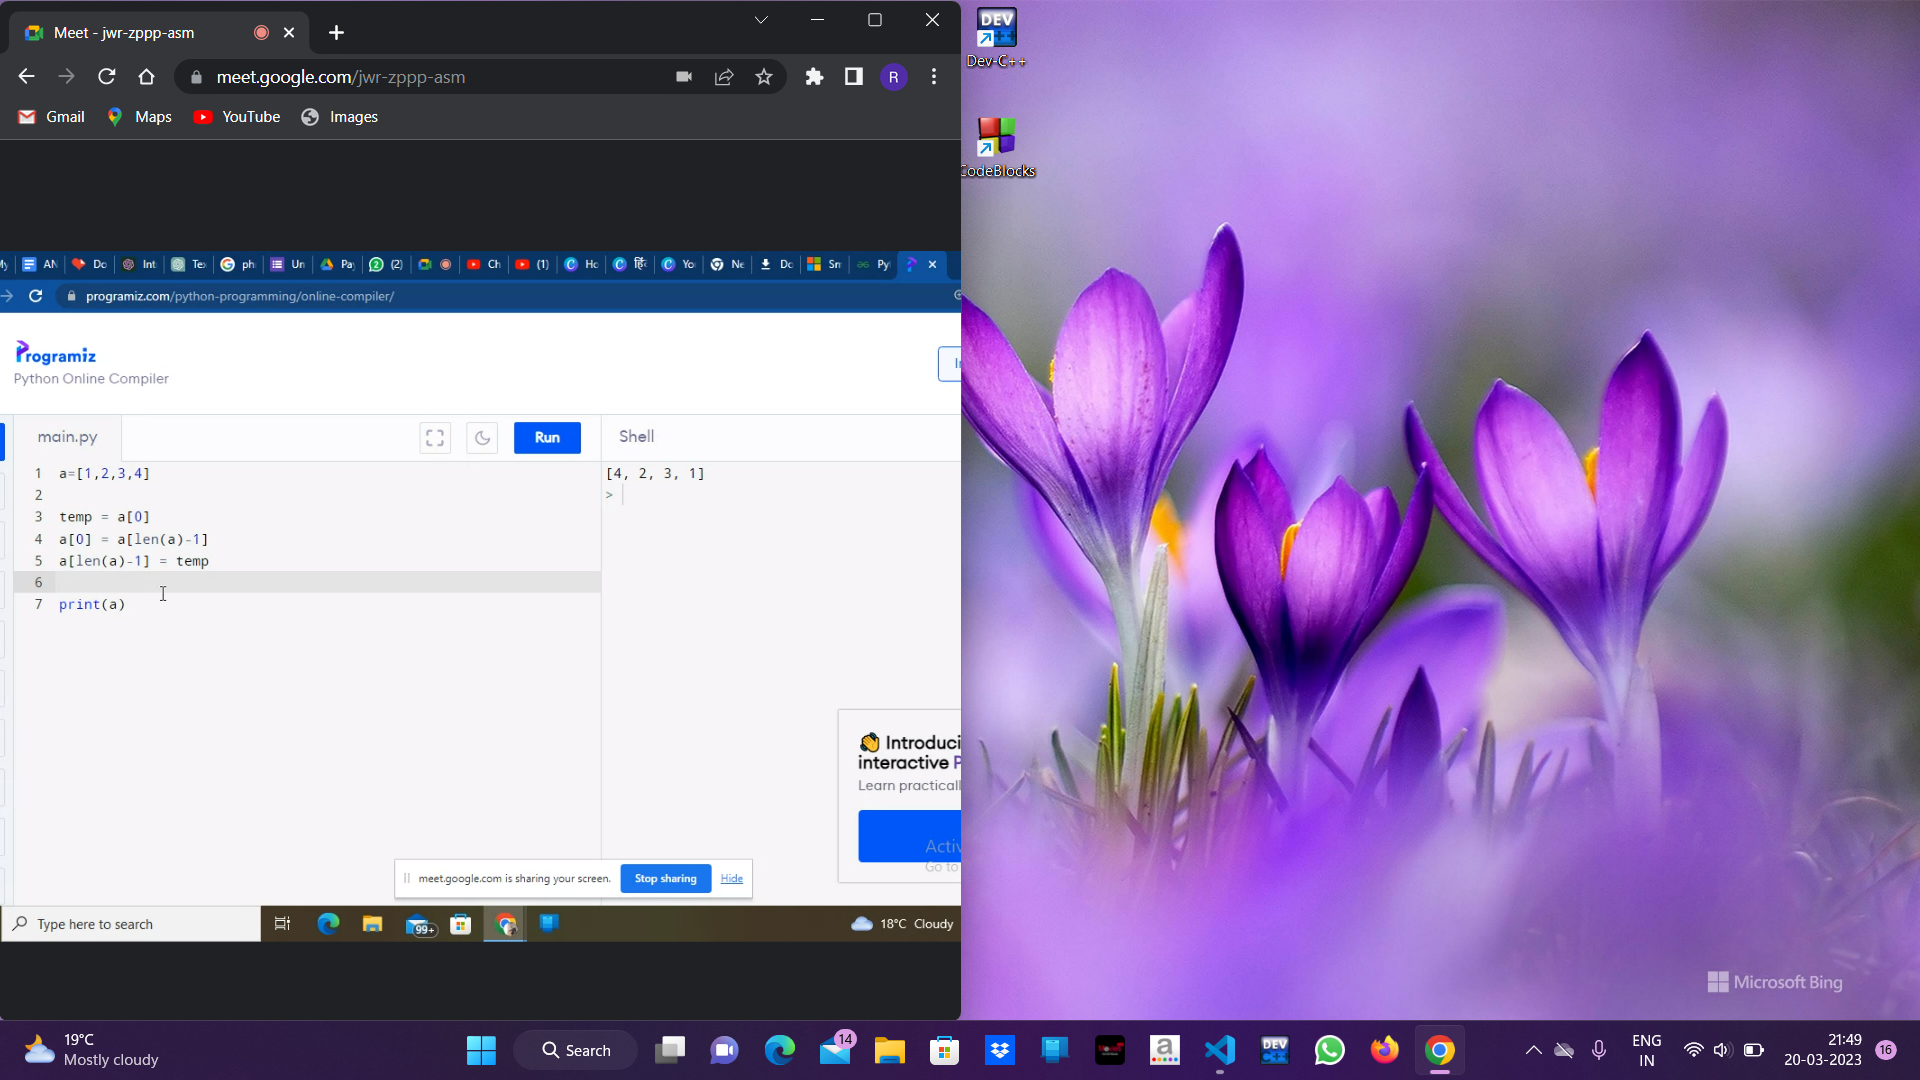 Meet - jwr-zppp-asm
meet.google.com/jwr-zppp-asm
R
Gmail
Maps
YouTube
Images
AN
Do
Int
Te
ph
Un
Pa
(2)
Ch
(1)
Ho
Yo
Ne
Do
Sn
Py
programiz.com/python-programming/online-compiler/
Programiz
Python Online Compiler
main.py
Run
Shell
1 a=[1,2,3,4]
2
3 temp = a[0]
4 a[0] = a[len(a)-1]
5 a[len(a)-1] = temp
6
7 print(a)
[4, 2, 3, 1]
>
Introduci
interactive P
Learn practicall
Activ
Go to
meet.google.com is sharing your screen.
Stop sharing
Hide
Type here to search
99+
18°C Cloudy
DEV
Dev-C++
CodeBlocks
Microsoft Bing
19°C
Mostly cloudy
Search
14
a
DEV
C++
ENG
IN
21:49
20-03-2023
16